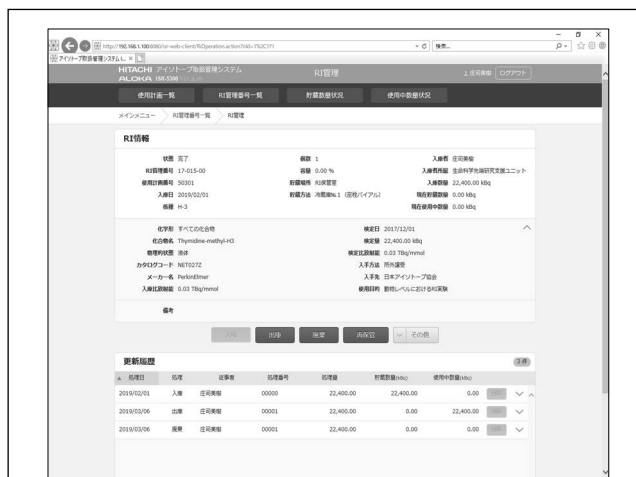 http://192.168.1.100:8080/or-web-client/RIOperation.action?rlid=1%2C171
検索...
アイソトープ取扱管理システム(...
HITACHI アイソトープ取扱管理システム
ALOKA ISR-5300
RI管理
庄司美樹 ログアウト
使用計画一覧 RI管理番号一覧 貯蔵数量状況 使用中数量状況
メインメニュー RI管理番号一覧 RI管理
RI情報
状態 完了 個数 1 入庫者 庄司美樹
RI管理番号 17-015-00 容量 0.00 % 入庫者所属 生命科学先端研究支援ユニット
使用計画番号 50301 貯蔵場所 RI保管室 入庫数量 22,400.00 kBq
入庫日 2019/02/01 貯蔵方法 冷蔵庫№.1 (密栓バイアル) 現在貯蔵数量 0.00 kBq
核種 H-3 現在使用中数量 0.00 kBq
化学形 すべての化合物 検定日 2017/12/01
化合物名 Thymidine-methyl-H3 検定量 22,400.00 kBq
物理的状態 液体 検定比放射能 0.03 TBq/mmol
カタログコード NET027Z 入手方法 所外譲受
メーカー名 PerkinElmer 入手先 日本アイソトープ協会
入庫比放射能 0.03 TBq/mmol 使用目的 動物レベルにおけるRI実験
備考
入庫 出庫 廃棄 再保管 その他
更新履歴 3 件
処理日 処理 従事者 処理番号 処理量 貯蔵数量(kBq) 使用中数量(kBq)
2019/02/01 入庫 庄司美樹 00000 22,400.00 22,400.00 0.00
2019/03/06 出庫 庄司美樹 00001 22,400.00 0.00 22,400.00
2019/03/06 廃棄 庄司美樹 00001 22,400.00 0.00 0.00